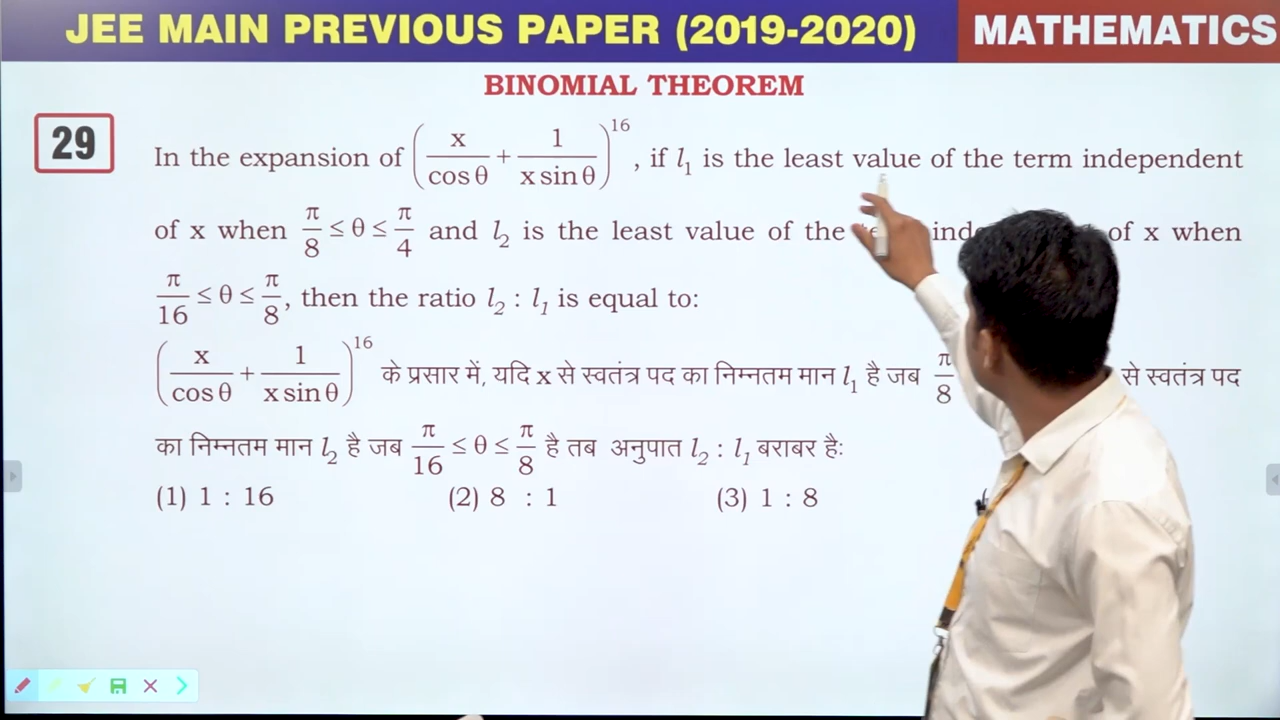 JEE MAIN PREVIOUS PAPER (2019-2020) MATHEMATICS
BINOMIAL THEOREM
29
In the expansion of (x/cosθ + 1/(x sinθ))^16, if l₁ is the least value of the term independent
of x when π/8 ≤ θ ≤ π/4 and l₂ is the least value of the of x when
π/16 ≤ θ ≤ π/8, then the ratio l₂ : l₁ is equal to:
(x/cosθ + 1/(x sinθ))^16 के प्रसार में, यदि x से स्वतंत्र पद का निम्नतम मान l₁ है जब π/8 से स्वतंत्र पद
का निम्नतम मान l₂ है जब π/16 ≤ θ ≤ π/8 है तब अनुपात l₂ : l₁ बराबर है:
(1) 1 : 16 (2) 8 : 1 (3) 1 : 8